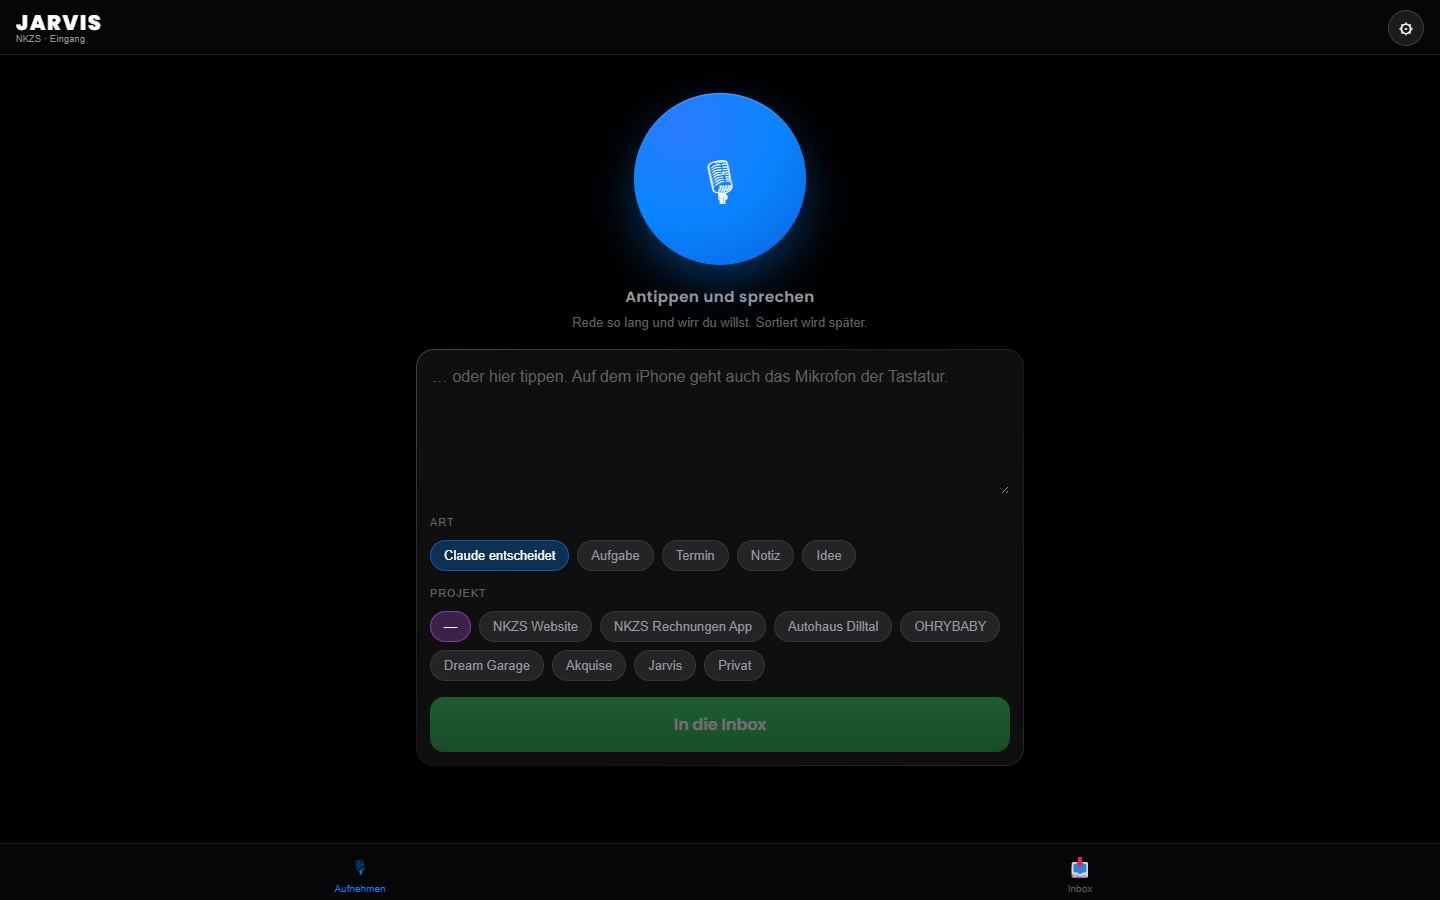 JARVIS
NKZS · Eingang
Antippen und sprechen
Rede so lang und wirr du willst. Sortiert wird später.
… oder hier tippen. Auf dem iPhone geht auch das Mikrofon der Tastatur.
ART
Claude entscheidet Aufgabe Termin Notiz Idee
PROJEKT
— NKZS Website NKZS Rechnungen App Autohaus Dilltal OHRYBABY
Dream Garage Akquise Jarvis Privat
In die Inbox
Aufnehmen Inbox